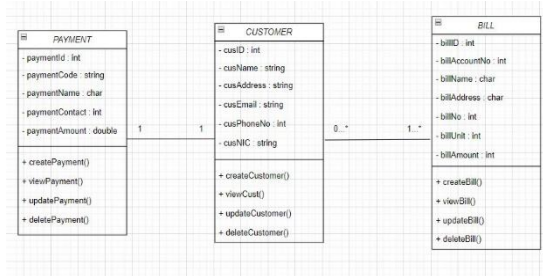 PAYMENT
- paymentId : int
- paymentCode : string
- paymentName : char
- paymentContact : int
- paymentAmount : double
+ createPayment()
+ viewPayment()
+ updatePayment()
+ deletePayment()
1
1
CUSTOMER
- cusID : int
- cusName : string
- cusAddress : string
- cusEmail : string
- cusPhoneNo : int
- cusNIC : string
+ createCustomer()
+ viewCust()
+ updateCustomer()
+ deleteCustomer()
0...*
1...*
BILL
- billID : int
- billAccountNo : int
- billName : char
- billAddress : char
- billNo : int
- billUnit : int
- billAmount : int
+ createBill()
+ viewBill()
+ updateBill()
+ deleteBill()